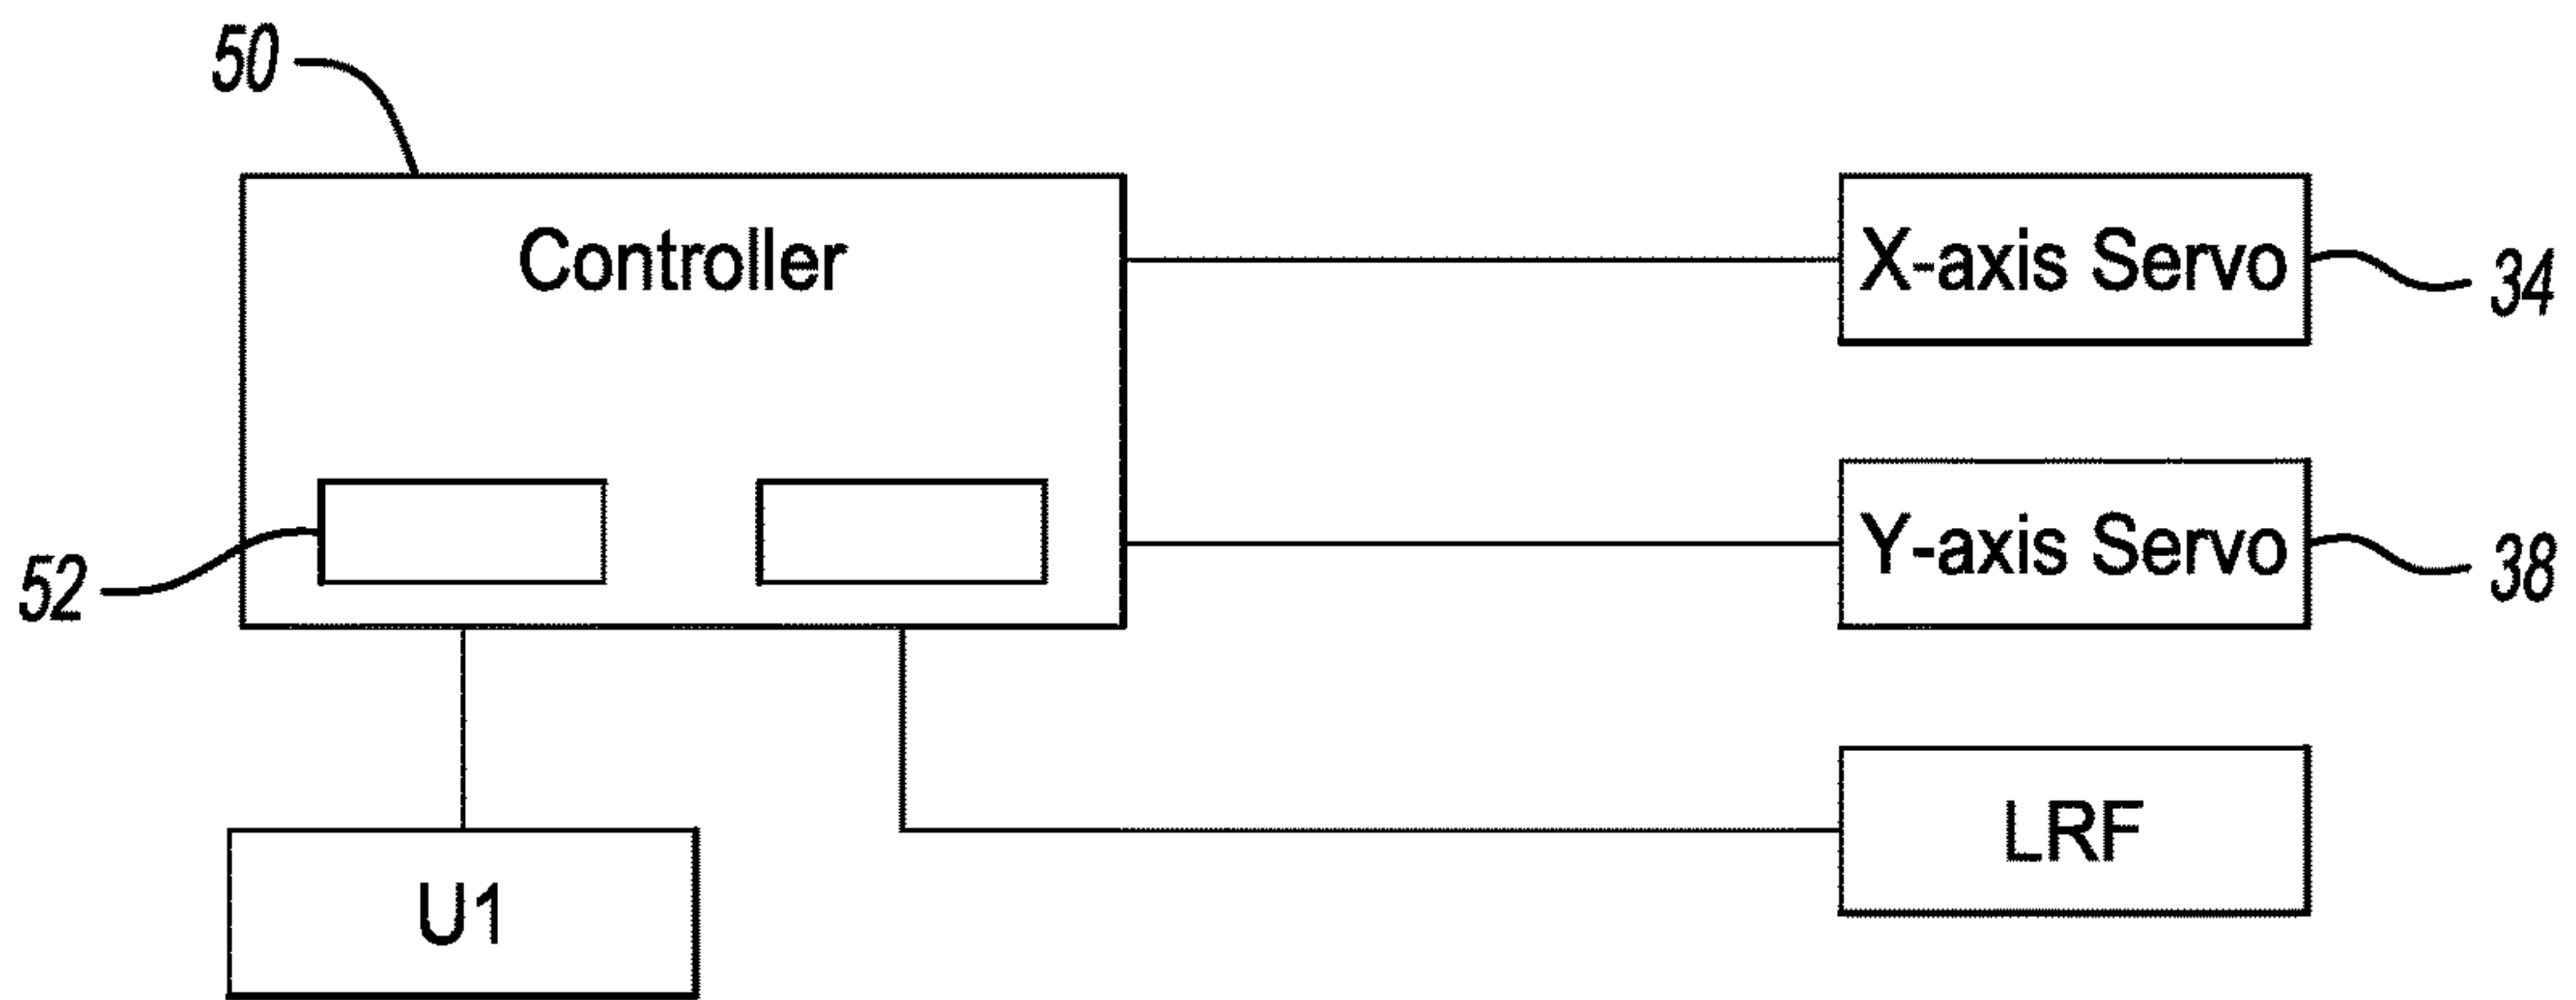 50
Controller
X-axis Servo
34
52
Y-axis Servo
38
LRF
U1